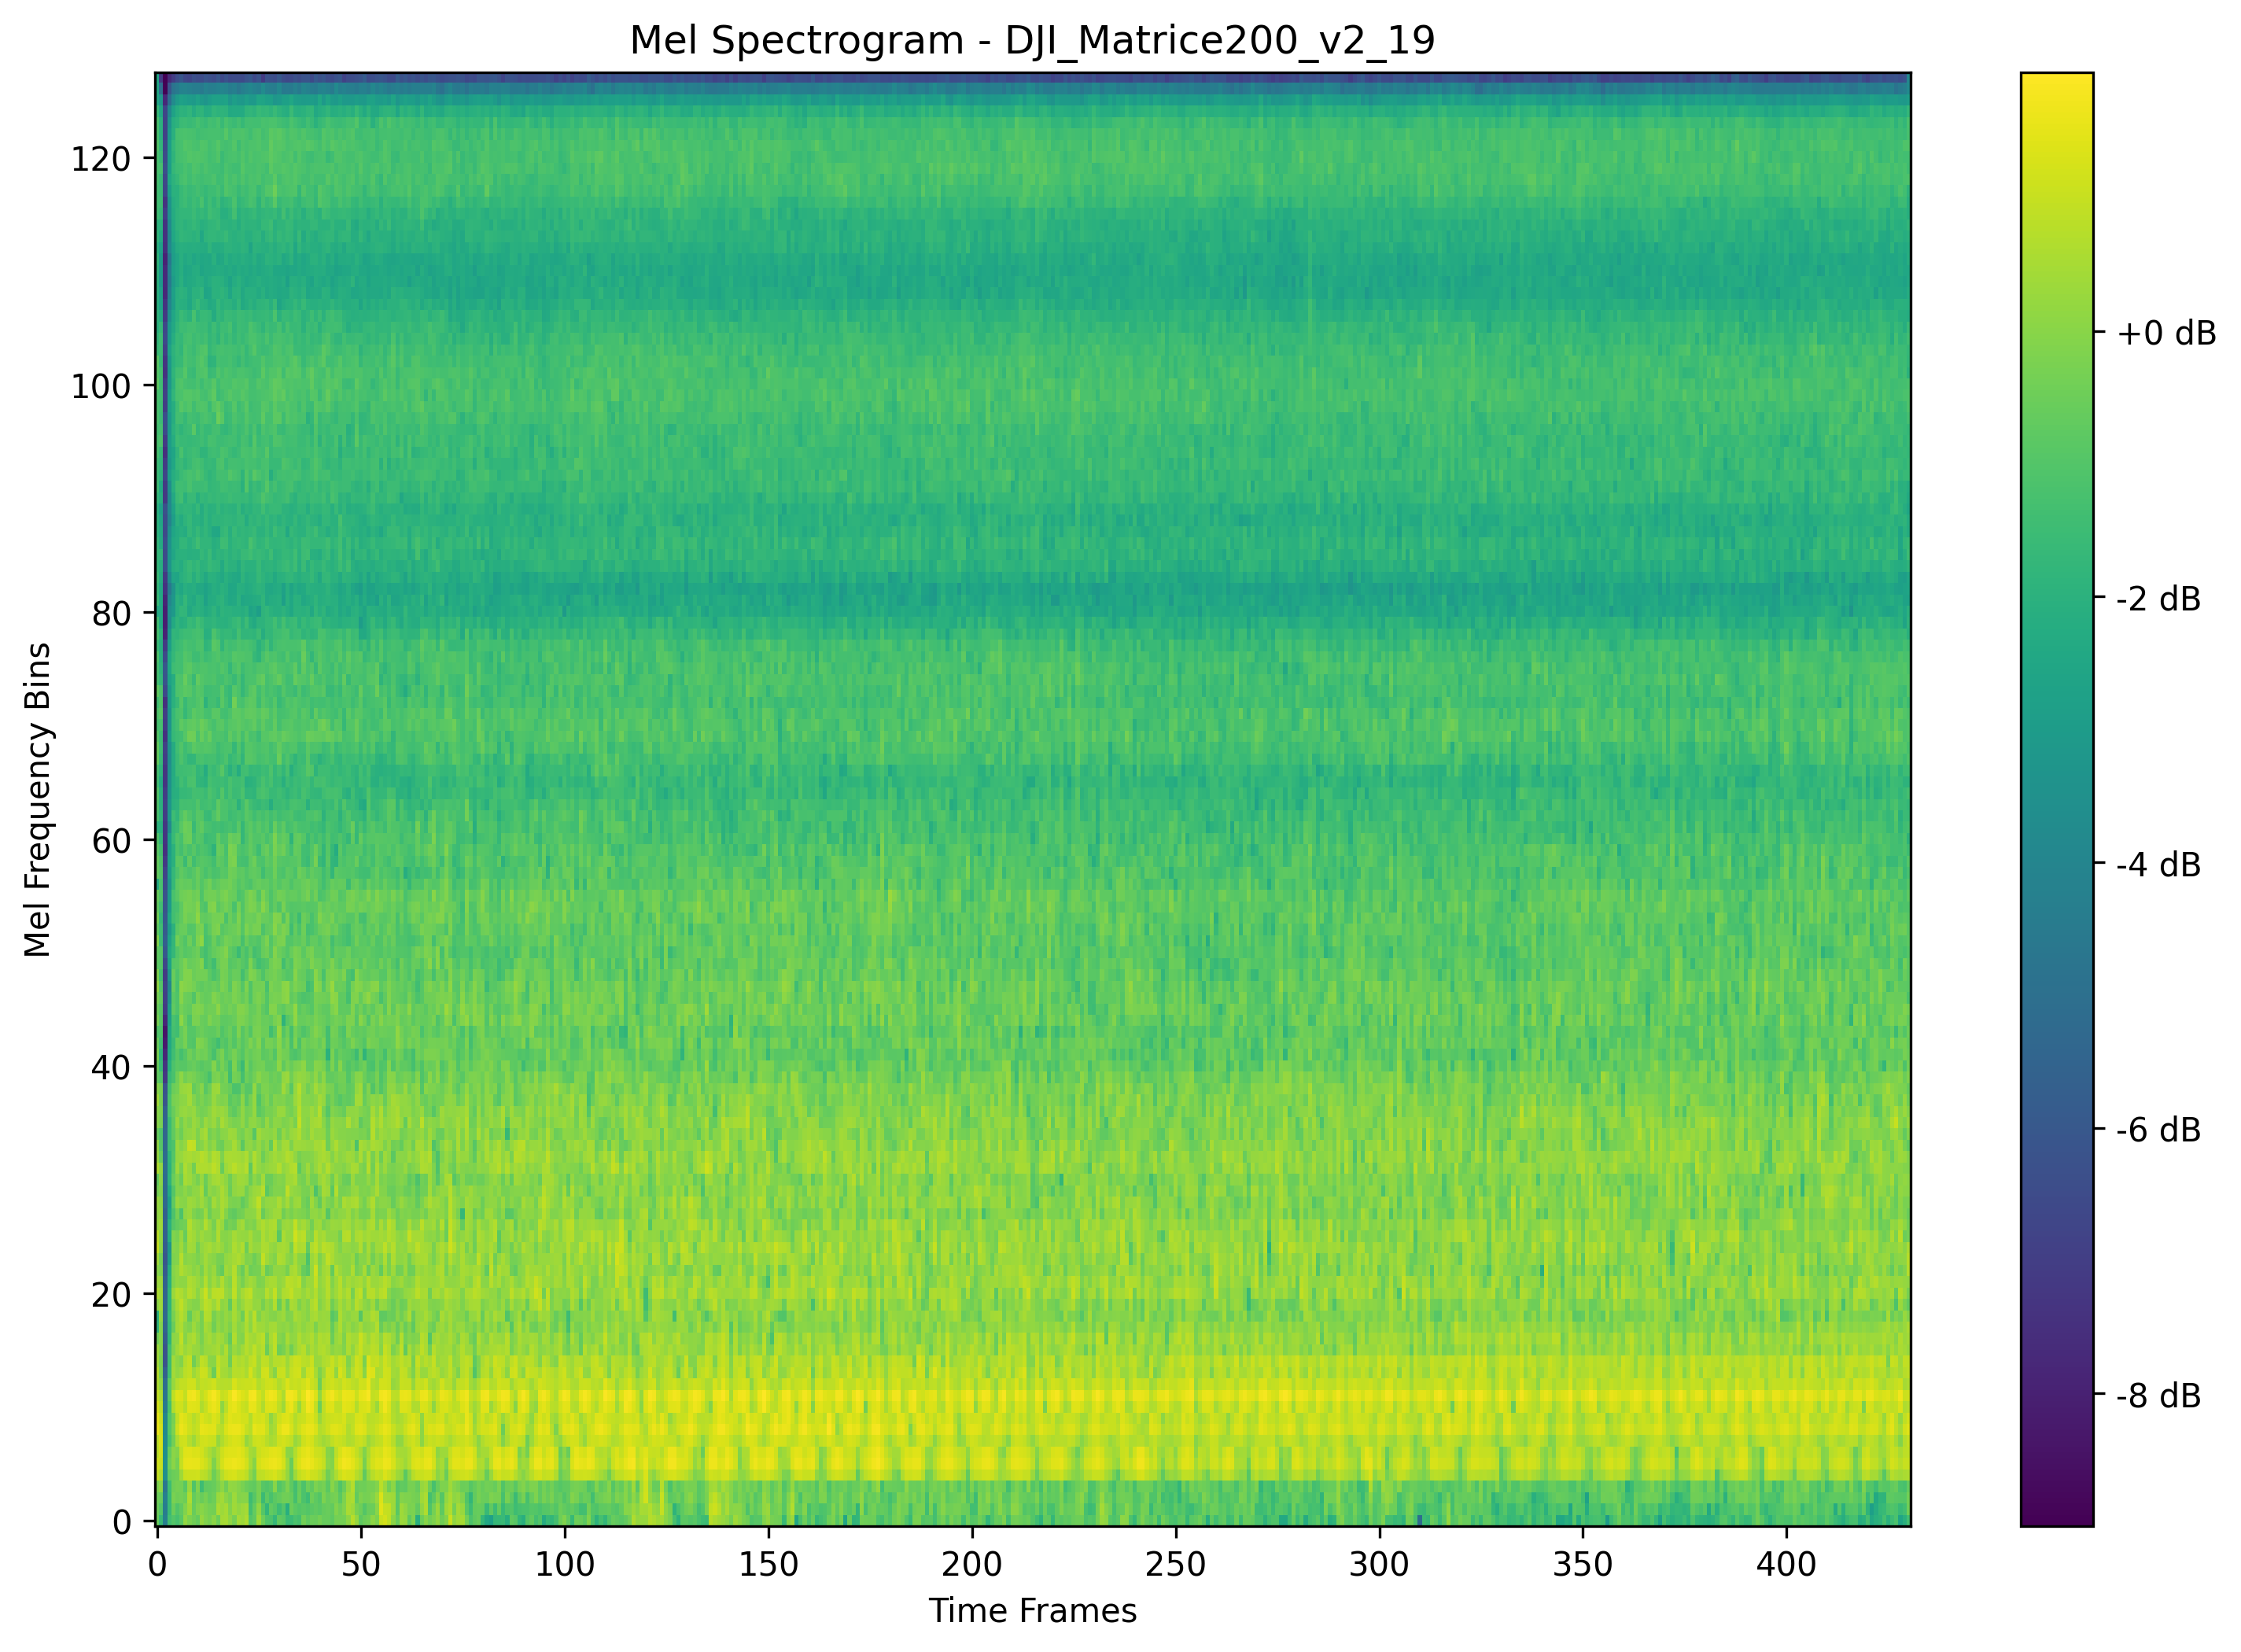 Mel Spectrogram - DJI_Matrice200_v2_19
120
100
80
60
40
20
0
Mel Frequency Bins
0 50 100 150 200 250 300 350 400
Time Frames
+0 dB
-2 dB
-4 dB
-6 dB
-8 dB